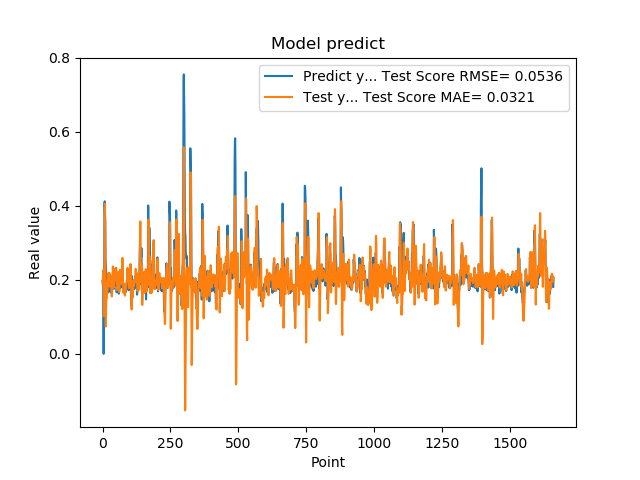 Model predict
Predict y... Test Score RMSE= 0.0536
Test y... Test Score MAE= 0.0321
Real value
0.8
0.6
0.4
0.2
0.0
0 250 500 750 1000 1250 1500
Point